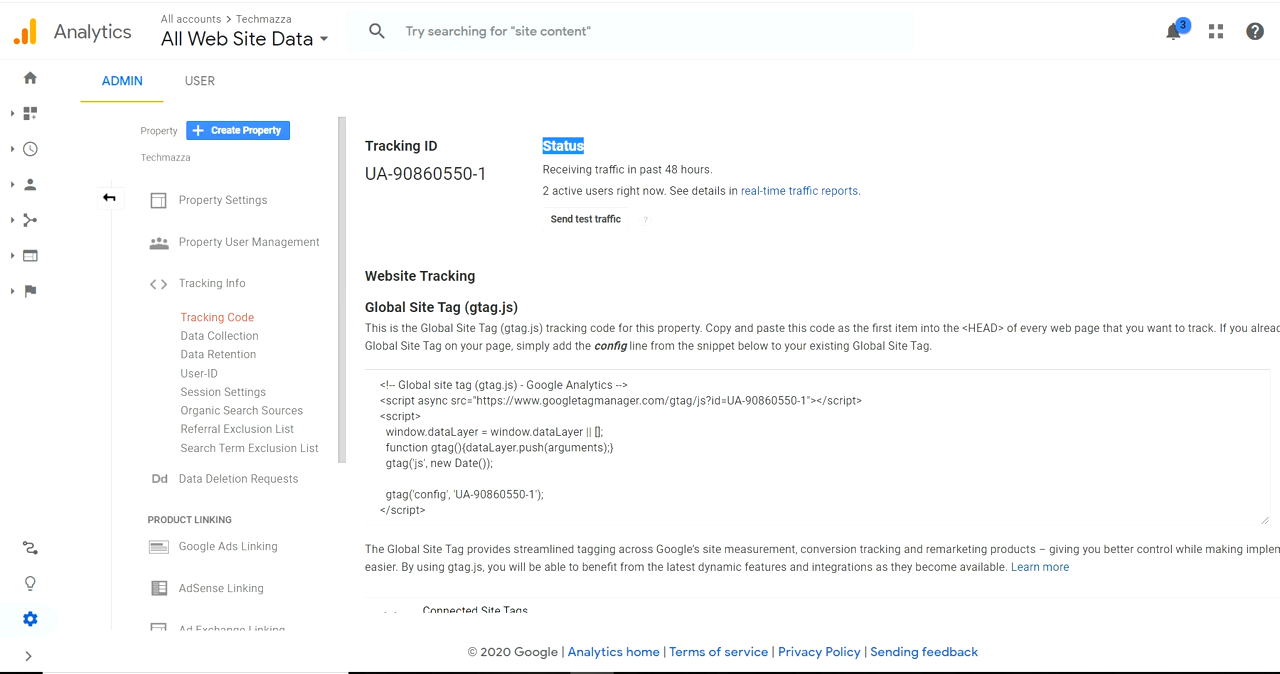 Analytics
All accounts > Techmazza
All Web Site Data
Try searching for "site content"
3
ADMIN
USER
Property
Create Property
Techmazza
Property Settings
Property User Management
Tracking Info
Tracking Code
Data Collection
Data Retention
User-ID
Session Settings
Organic Search Sources
Referral Exclusion List
Search Term Exclusion List
Dd Data Deletion Requests
PRODUCT LINKING
Google Ads Linking
AdSense Linking
Ad Exchange Linking
Tracking ID
UA-90860550-1
Status
Receiving traffic in past 48 hours.
2 active users right now. See details in real-time traffic reports.
Send test traffic ?
Website Tracking
Global Site Tag (gtag.js)
This is the Global Site Tag (gtag.js) tracking code for this property. Copy and paste this code as the first item into the <HEAD> of every web page that you want to track. If you alrea
Global Site Tag on your page, simply add the config line from the snippet below to your existing Global Site Tag.
<!-- Global site tag (gtag.js) - Google Analytics -->
<script async src="https://www.googletagmanager.com/gtag/js?id=UA-90860550-1"></script>
<script>
window.dataLayer = window.dataLayer || [];
function gtag(){dataLayer.push(arguments);}
gtag('js', new Date());
gtag('config', 'UA-90860550-1');
</script>
The Global Site Tag provides streamlined tagging across Google's site measurement, conversion tracking and remarketing products – giving you better control while making implem
easier. By using gtag.js, you will be able to benefit from the latest dynamic features and integrations as they become available. Learn more
Connected Site Tags
© 2020 Google | Analytics home | Terms of service | Privacy Policy | Sending feedback